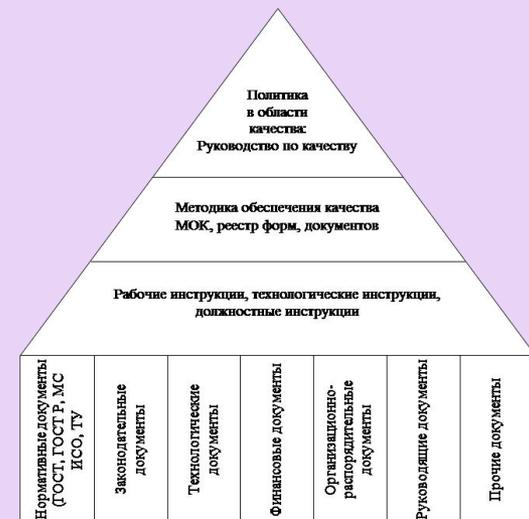 Политика
в области
качества:
Руководство по качеству
Методика обеспечения качества
МОК, реестр форм, документов
Рабочие инструкции, технологические инструкции,
должностные инструкции
Нормативные документы
(ГОСТ, ГОСТ Р, МС
ИСО, ТУ
Законодательные
документы
Технологические
документы
Финансовые документы
Организационно-
распорядительные
документы
Руководящие документы
Прочие документы